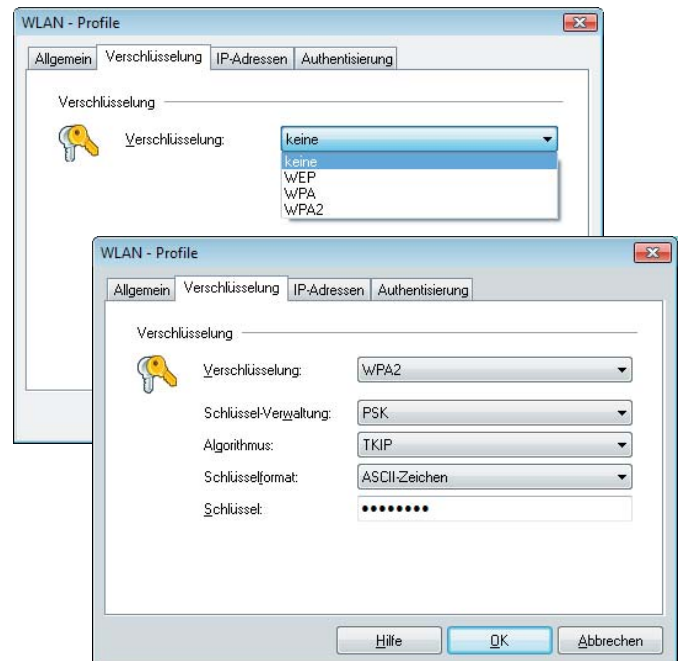 WLAN - Profile
Allgemein Verschlüsselung IP-Adressen Authentisierung
Verschlüsselung
Verschlüsselung: keine
keine
WEP
WPA
WPA2
WLAN - Profile
Allgemein Verschlüsselung IP-Adressen Authentisierung
Verschlüsselung
Verschlüsselung: WPA2
Schlüssel-Verwaltung: PSK
Algorithmus: TKIP
Schlüsselformat: ASCII-Zeichen
Schlüssel: ••••••••
Hilfe OK Abbrechen